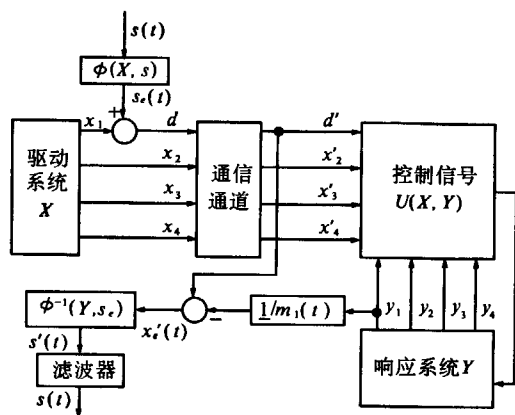 s(t)
ϕ(X, s)
s_e(t)
x_1
+
d
d'
驱动
系统
X
x_2
x_3
x_4
通信
通道
x'_2
x'_3
x'_4
控制信号
U(X, Y)
ϕ^{-1}(Y, s_e)
x'_e(t)
−
1/m_1(t)
y_1
y_2
y_3
y_4
s'(t)
滤波器
s(t)
响应系统Y